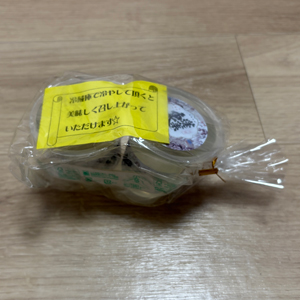 冷蔵庫で冷やして頂くと
美味しく召し上がって
いただけます☆